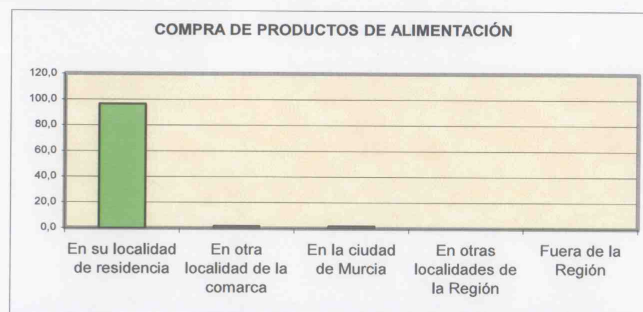 COMPRA DE PRODUCTOS DE ALIMENTACIÓN
120,0
100,0
80,0
60,0
40,0
20,0
0,0
En su localidad
de residencia
En otra
localidad de la
comarca
En la ciudad
de Murcia
En otras
localidades de
la Región
Fuera de la
Región